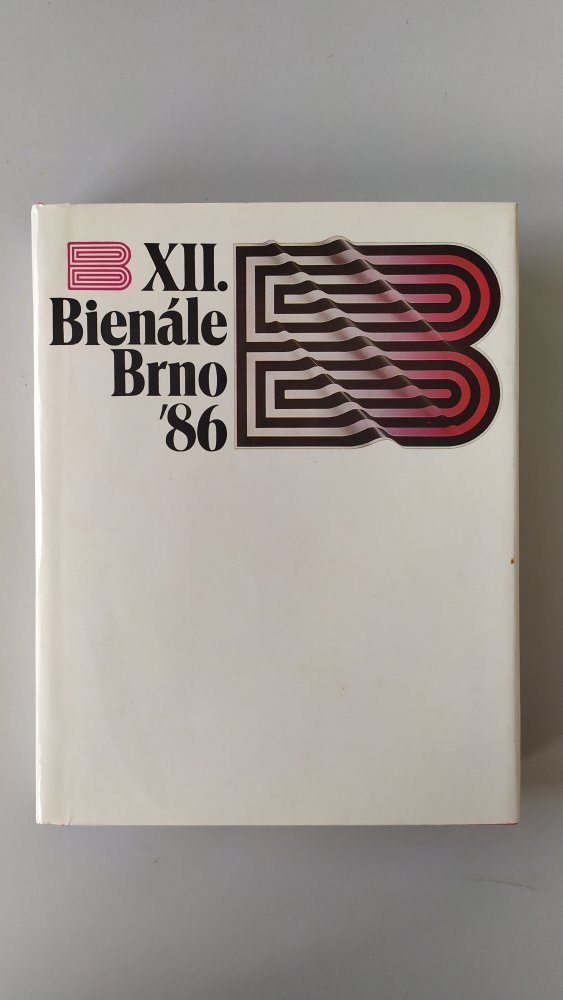 B XII.
Bienále
Brno
'86
B